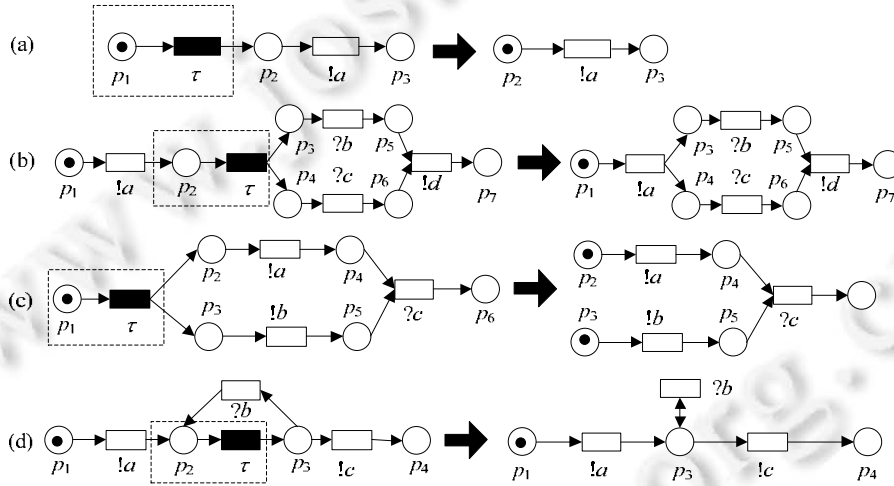 (a)
p1 τ p2 !a p3
p2 !a p3
(b)
p1 !a p2 τ p3 ?b p5 p4 ?c p6 !d p7
p1 !a p3 ?b p5 p4 ?c p6 !d p7
(c)
p1 τ p2 !a p4 p3 !b p5 ?c p6
p2 !a p4 p3 !b p5 ?c
(d)
p1 !a p2 τ ?b p3 !c p4
p1 !a ?b p3 !c p4